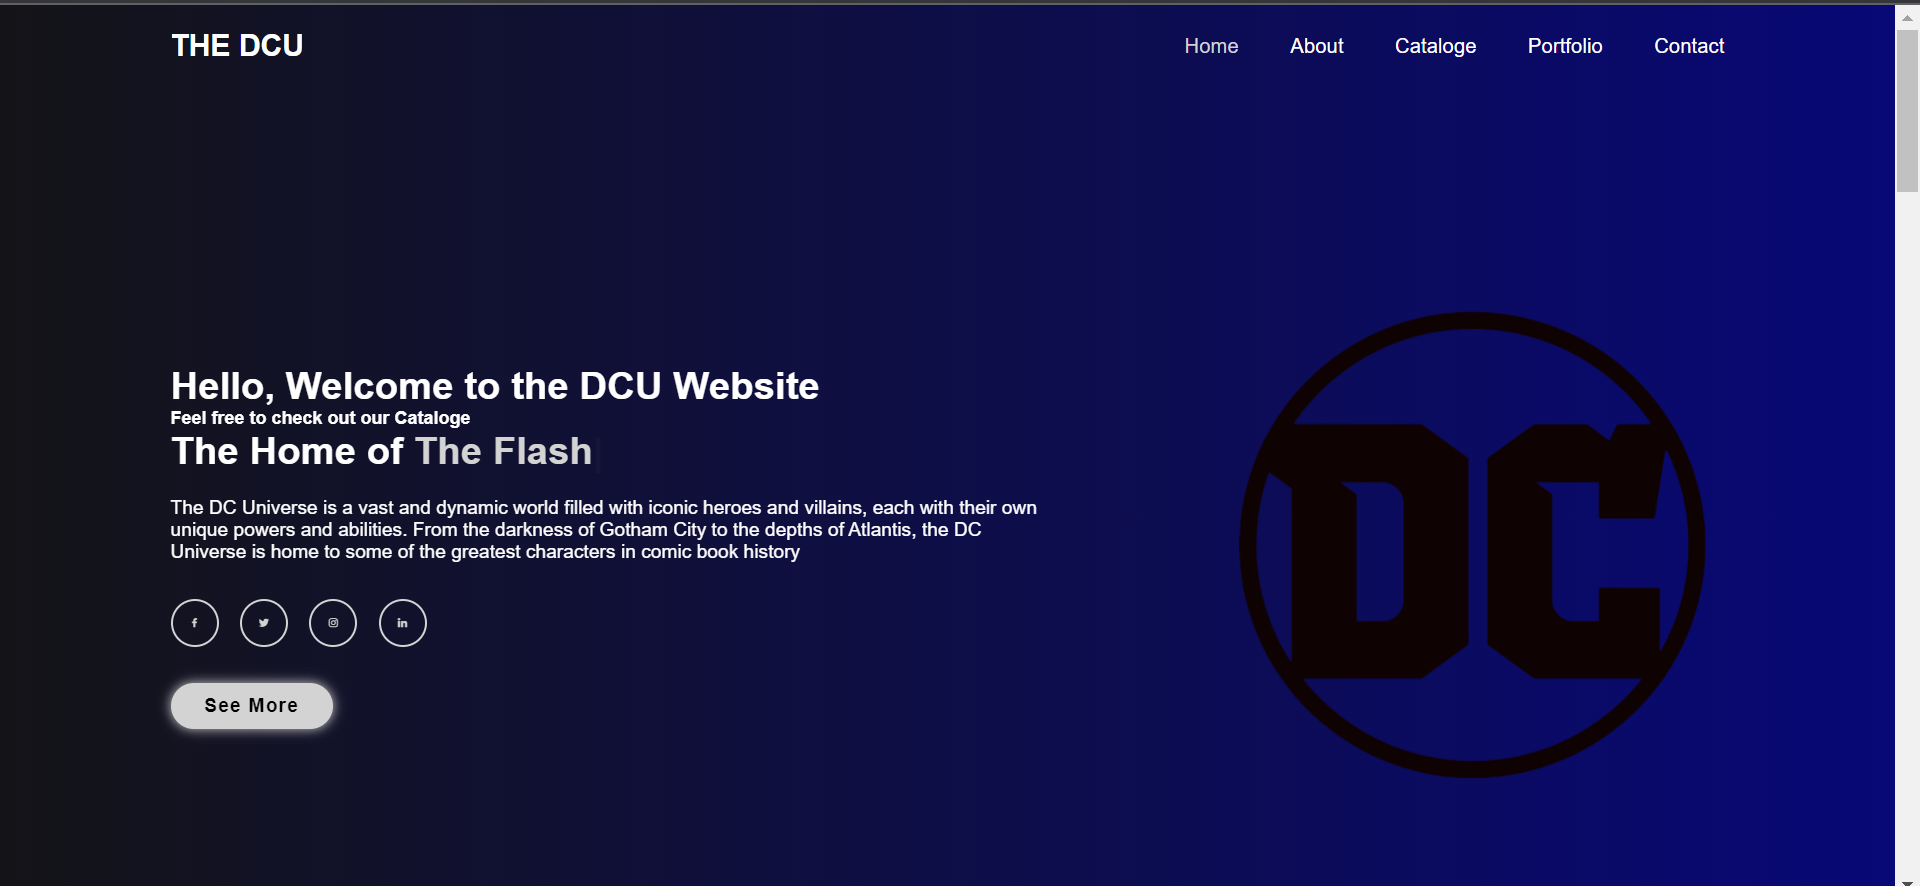 THE DCU
Home About Cataloge Portfolio Contact
Hello, Welcome to the DCU Website
Feel free to check out our Cataloge
The Home of The Flash
The DC Universe is a vast and dynamic world filled with iconic heroes and villains, each with their own
unique powers and abilities. From the darkness of Gotham City to the depths of Atlantis, the DC
Universe is home to some of the greatest characters in comic book history
See More
DC